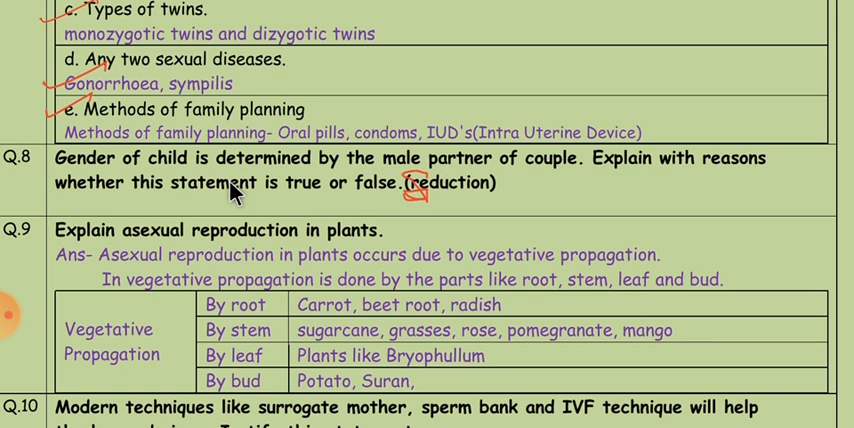 c. Types of twins.
monozygotic twins and dizygotic twins
d. Any two sexual diseases.
Gonorrhoea, sympilis
e. Methods of family planning
Methods of family planning- Oral pills, condoms, IUD's(Intra Uterine Device)
Q.8 Gender of child is determined by the male partner of couple. Explain with reasons
whether this statement is true or false.(reduction)
Q.9 Explain asexual reproduction in plants.
Ans- Asexual reproduction in plants occurs due to vegetative propagation.
In vegetative propagation is done by the parts like root, stem, leaf and bud.
Vegetative
Propagation
By root Carrot, beet root, radish
By stem sugarcane, grasses, rose, pomegranate, mango
By leaf Plants like Bryophullum
By bud Potato, Suran,
Q.10 Modern techniques like surrogate mother, sperm bank and IVF technique will help